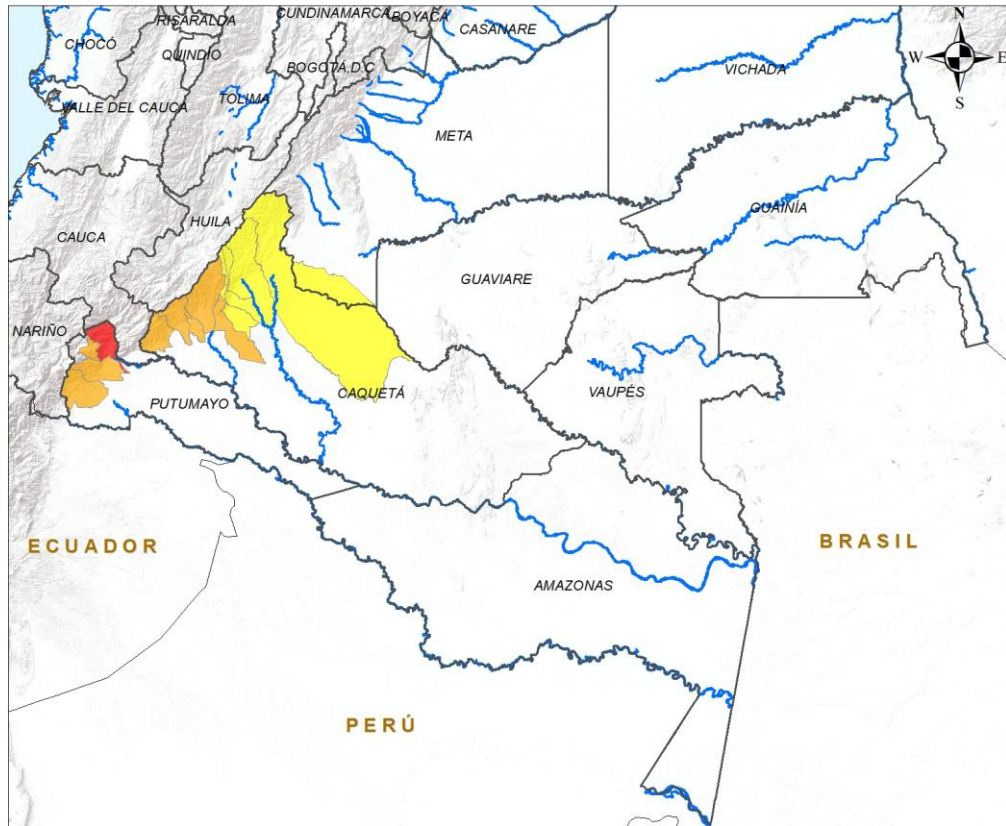 CUNDINAMARCA
BOYACÁ
RISARALDA
CASANARE
N
CHOCÓ
QUINDIO
BOGOTÁ D.C
W
E
VICHADA
S
TOLIMA
VALLE DEL CAUCA
META
HUILA
GUAINÍA
CAUCA
GUAVIARE
NARIÑO
CAQUETÁ
VAUPÉS
PUTUMAYO
ECUADOR
BRASIL
AMAZONAS
PERÚ